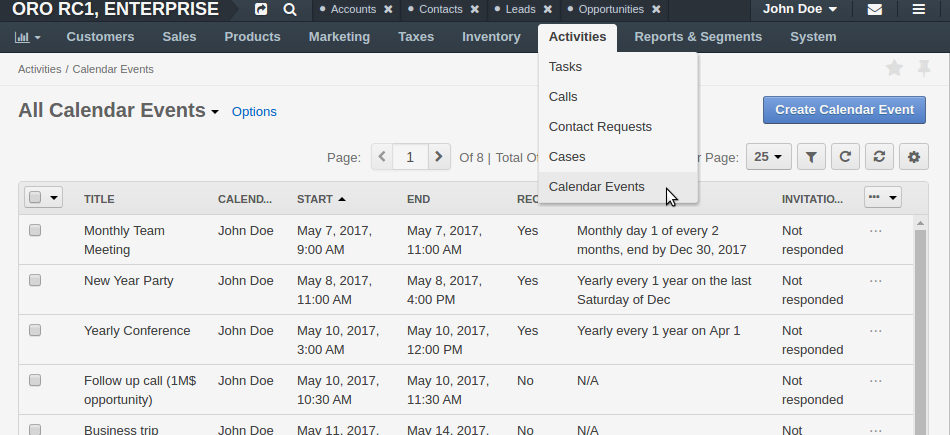 ORO RC1, ENTERPRISE Accounts Contacts Leads Opportunities John Doe
Customers Sales Products Marketing Taxes Inventory Activities Reports & Segments System
Tasks
Calls
Contact Requests
Cases
Calendar Events
Activities / Calendar Events
All Calendar Events Options Create Calendar Event
Page: 1 Of 8 | Total Page: 25
TITLE CALEND... START END INVITATIO...
Monthly Team John Doe May 7, 2017, May 7, 2017, Yes Monthly day 1 of every 2 Not
Meeting 9:00 AM 11:00 AM months, end by Dec 30, 2017 responded
New Year Party John Doe May 8, 2017, May 8, 2017, Yes Yearly every 1 year on the last Not
11:00 AM 4:00 PM Saturday of Dec responded
Yearly Conference John Doe May 10, 2017, May 10, 2017, Yes Yearly every 1 year on Apr 1 Not
3:00 AM 12:00 PM responded
Follow up call (1M$ John Doe May 10, 2017, May 10, 2017, No N/A Not
opportunity) 10:30 AM 11:30 AM responded
Business trip John Doe May 11, 2017, May 14, 2017, No N/A Not